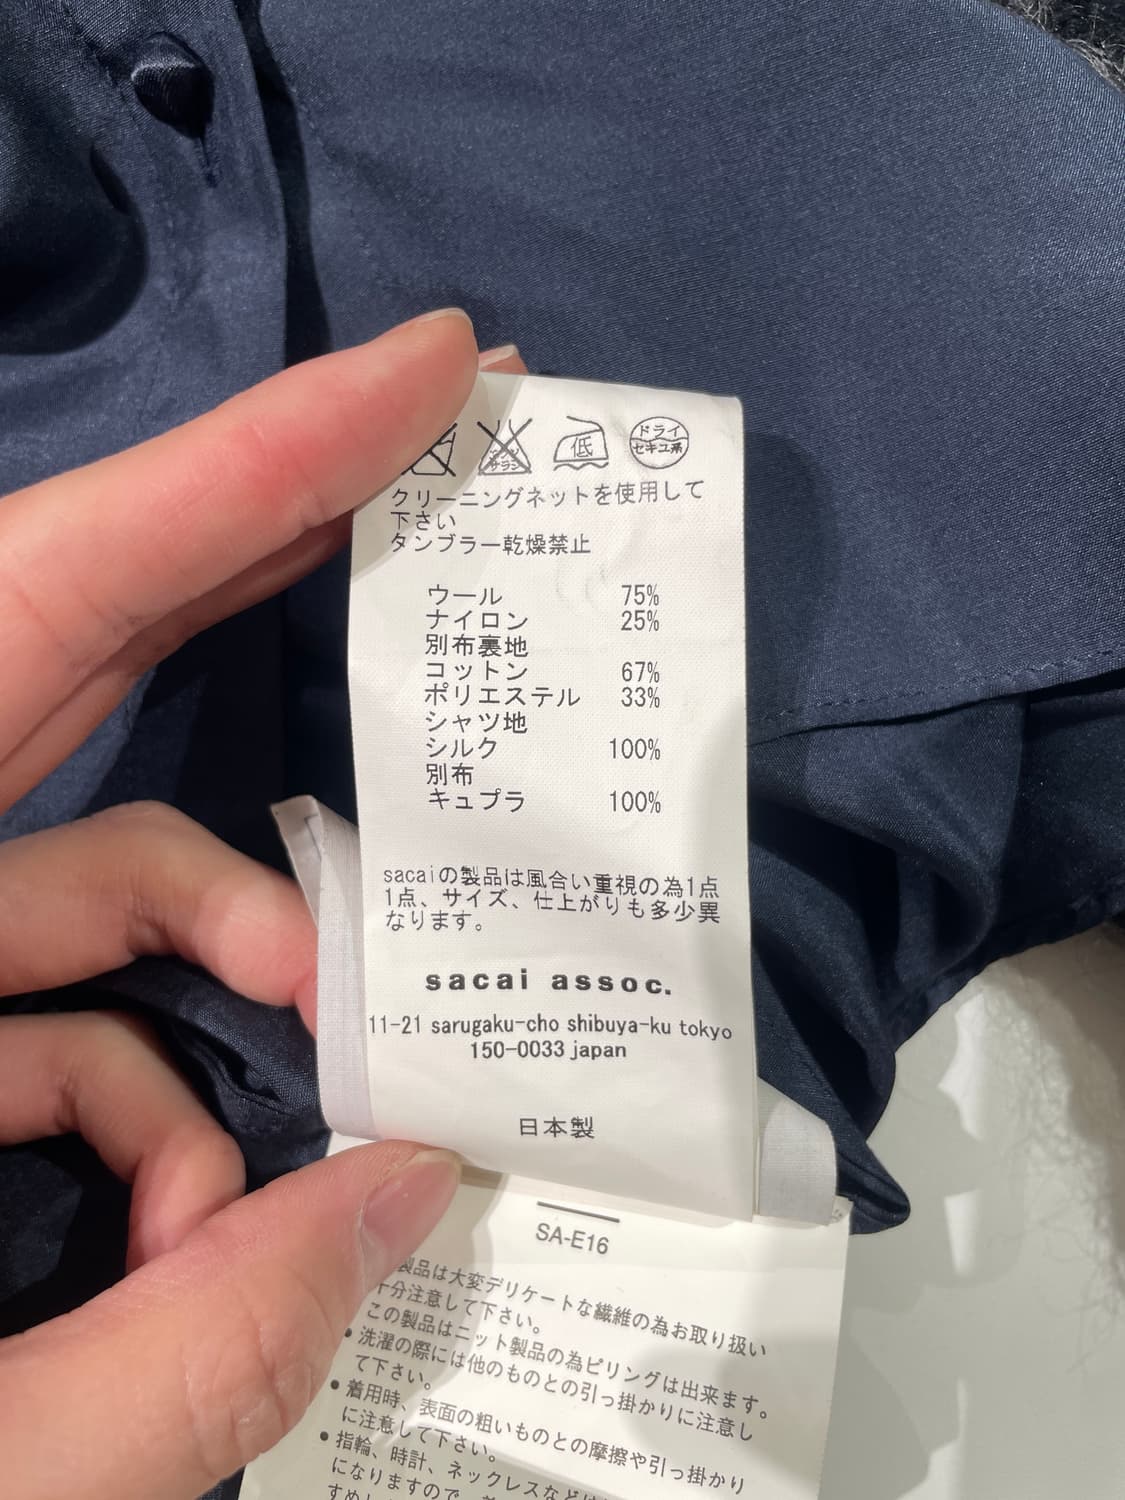 サラシ
低
ドライ
セキユ系
クリーニングネットを使用して
下さい
タンブラー乾燥禁止
ウール 75%
ナイロン 25%
別布裏地
コットン 67%
ポリエステル 33%
シャツ地
シルク 100%
別布
キュプラ 100%
sacaiの製品は風合い重視の為1点
1点、サイズ、仕上がりも多少異
なります。
sacai assoc.
11-21 sarugaku-cho shibuya-ku tokyo
150-0033 japan
日本製
SA-E16
製品は大変デリケートな繊維の為お取り扱い
十分注意して下さい。
この製品はニット製品の為ピリングは出来ます。
●洗濯の際には他のものとの引っ掛かりに注意し
て下さい。
●着用時、表面の粗いものとの摩擦や引っ掛かり
に注意して下さい。
●指輪、時計、ネックレスなど
になりますので、